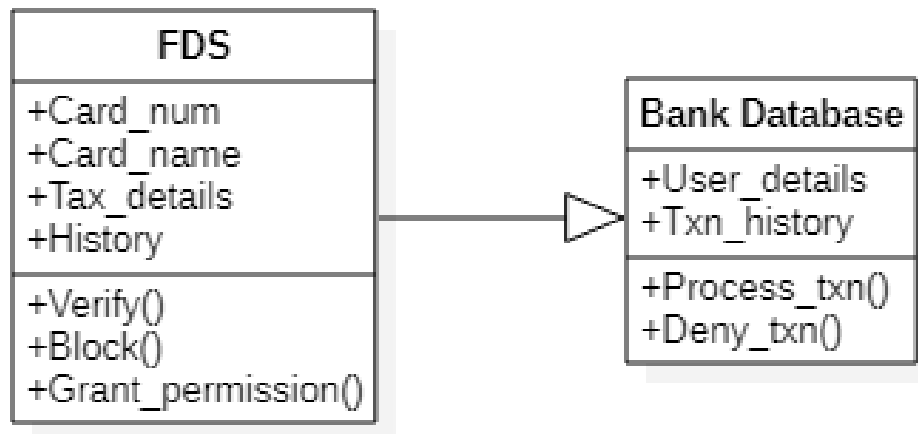 FDS
+Card_num
+Card_name
+Tax_details
+History
+Verify()
+Block()
+Grant_permission()
Bank Database
+User_details
+Txn_history
+Process_txn()
+Deny_txn()